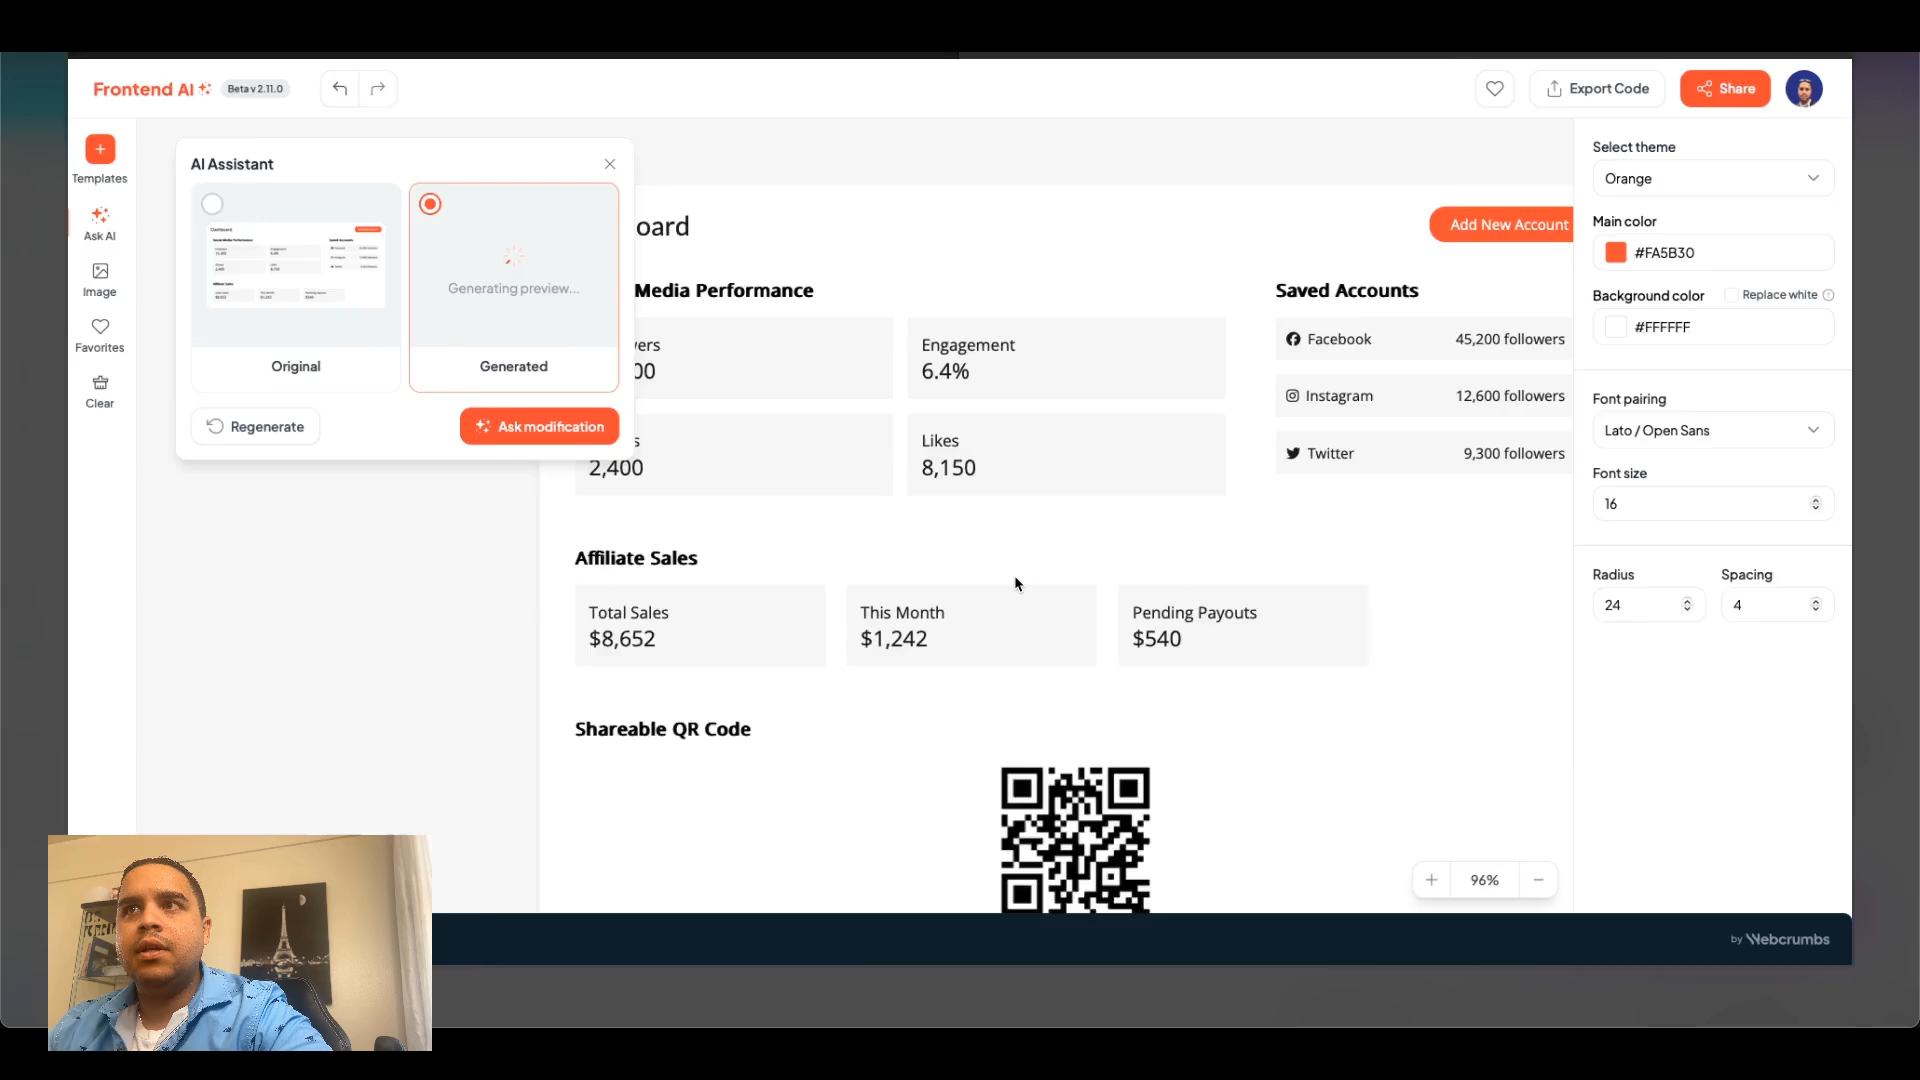 Frontend AI
Beta v 2.11.0
Export Code
Share
Templates
Ask AI
Image
Favorites
Clear
AI Assistant
Original
Generating preview...
Generated
Regenerate
Ask modification
oard
Add New Account
Media Performance
Saved Accounts
ers
00
Engagement
6.4%
s
2,400
Likes
8,150
Facebook
45,200 followers
Instagram
12,600 followers
Twitter
9,300 followers
Affiliate Sales
Total Sales
$8,652
This Month
$1,242
Pending Payouts
$540
Shareable QR Code
96%
Select theme
Orange
Main color
#FA5B30
Background color
Replace white
#FFFFFF
Font pairing
Lato / Open Sans
Font size
16
Radius
Spacing
24
4
by Webcrumbs